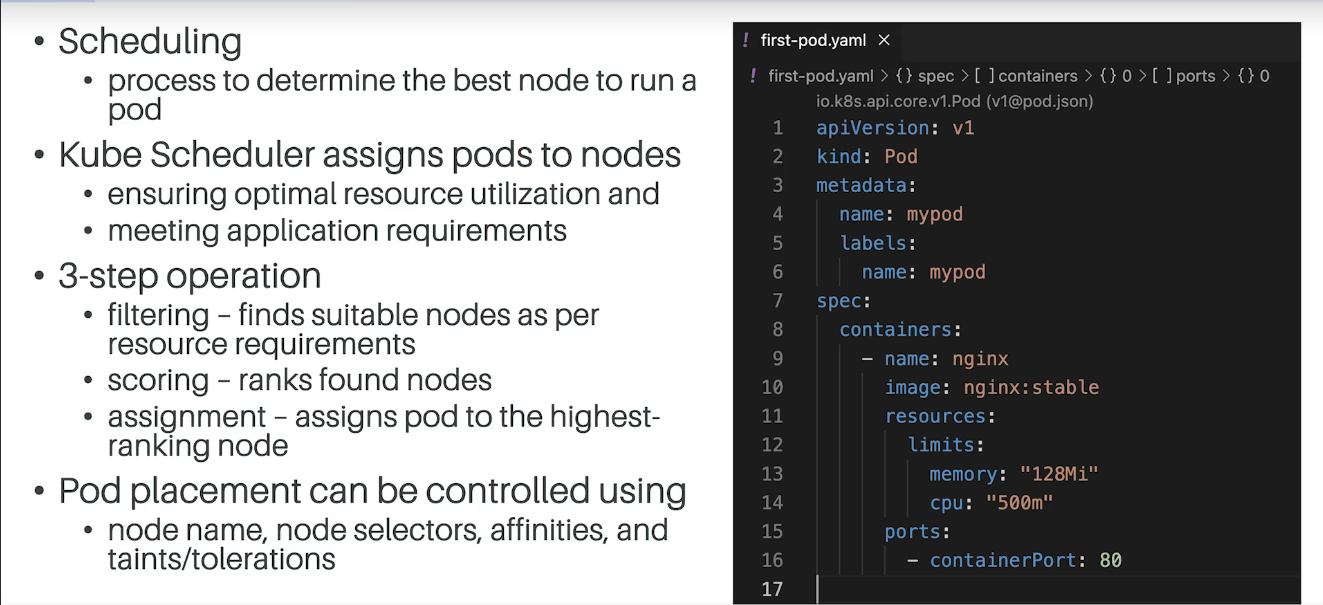 • Scheduling
• process to determine the best node to run a
pod
• Kube Scheduler assigns pods to nodes
• ensuring optimal resource utilization and
• meeting application requirements
• 3-step operation
• filtering – finds suitable nodes as per
resource requirements
• scoring – ranks found nodes
• assignment – assigns pod to the highest-
ranking node
• Pod placement can be controlled using
• node name, node selectors, affinities, and
taints/tolerations
! first-pod.yaml ×
! first-pod.yaml > {} spec > [ ] containers > {} 0 > [ ] ports > {} 0
io.k8s.api.core.v1.Pod (v1@pod.json)
1 apiVersion: v1
2 kind: Pod
3 metadata:
4   name: mypod
5   labels:
6     name: mypod
7 spec:
8   containers:
9     – name: nginx
10       image: nginx:stable
11       resources:
12         limits:
13           memory: "128Mi"
14           cpu: "500m"
15       ports:
16         – containerPort: 80
17